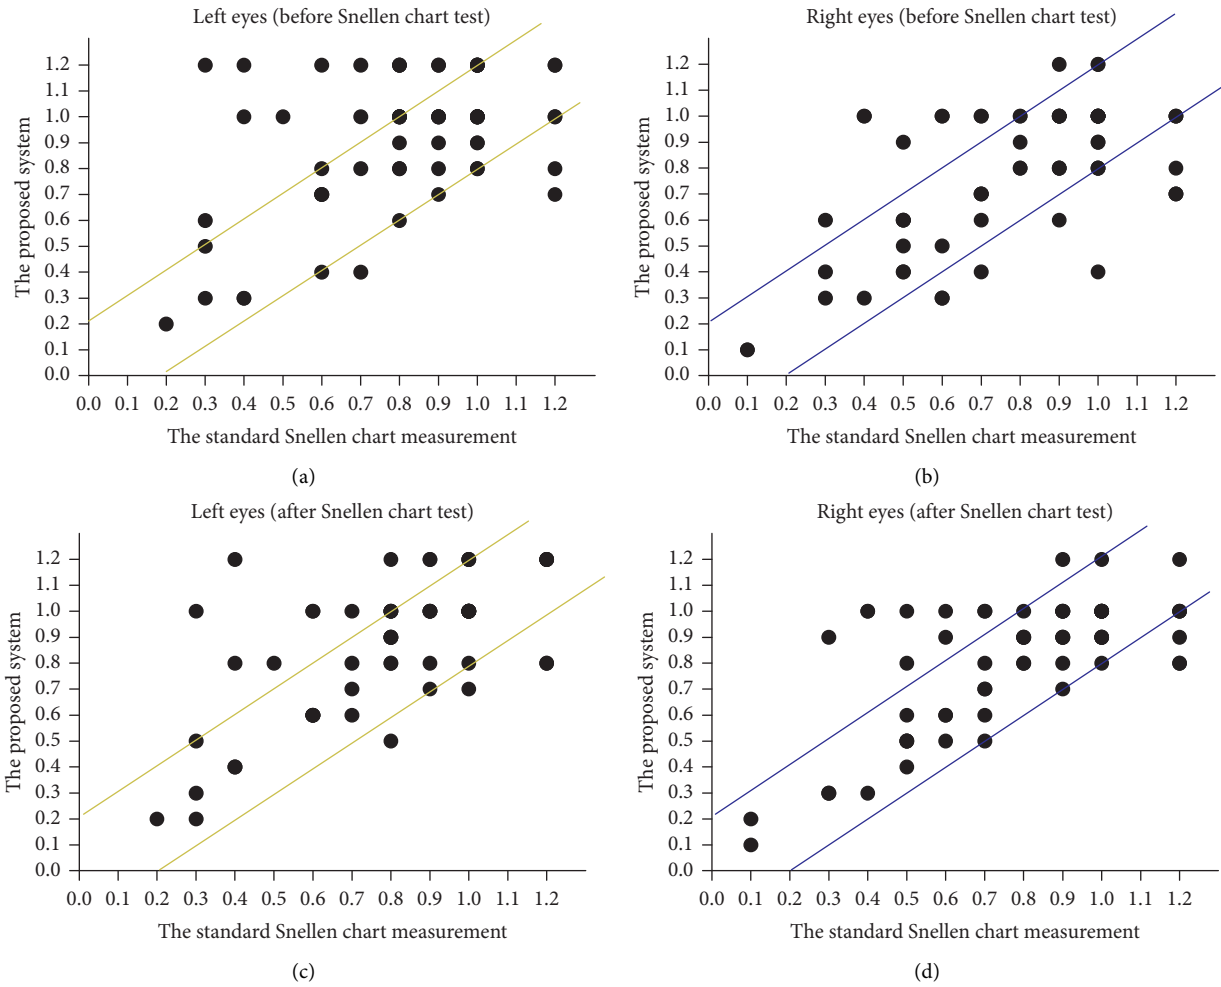 Left eyes (before Snellen chart test)
The proposed system
1.2
1.1
1.0
0.9
0.8
0.7
0.6
0.5
0.4
0.3
0.2
0.1
0.0
0.0 0.1 0.2 0.3 0.4 0.5 0.6 0.7 0.8 0.9 1.0 1.1 1.2
The standard Snellen chart measurement
(a)
Right eyes (before Snellen chart test)
The proposed system
1.2
1.1
1.0
0.9
0.8
0.7
0.6
0.5
0.4
0.3
0.2
0.1
0.0
0.0 0.1 0.2 0.3 0.4 0.5 0.6 0.7 0.8 0.9 1.0 1.1 1.2
The standard Snellen chart measurement
(b)
Left eyes (after Snellen chart test)
The proposed system
1.2
1.1
1.0
0.9
0.8
0.7
0.6
0.5
0.4
0.3
0.2
0.1
0.0
0.0 0.1 0.2 0.3 0.4 0.5 0.6 0.7 0.8 0.9 1.0 1.1 1.2
The standard Snellen chart measurement
(c)
Right eyes (after Snellen chart test)
The proposed system
1.2
1.1
1.0
0.9
0.8
0.7
0.6
0.5
0.4
0.3
0.2
0.1
0.0
0.0 0.1 0.2 0.3 0.4 0.5 0.6 0.7 0.8 0.9 1.0 1.1 1.2
The standard Snellen chart measurement
(d)